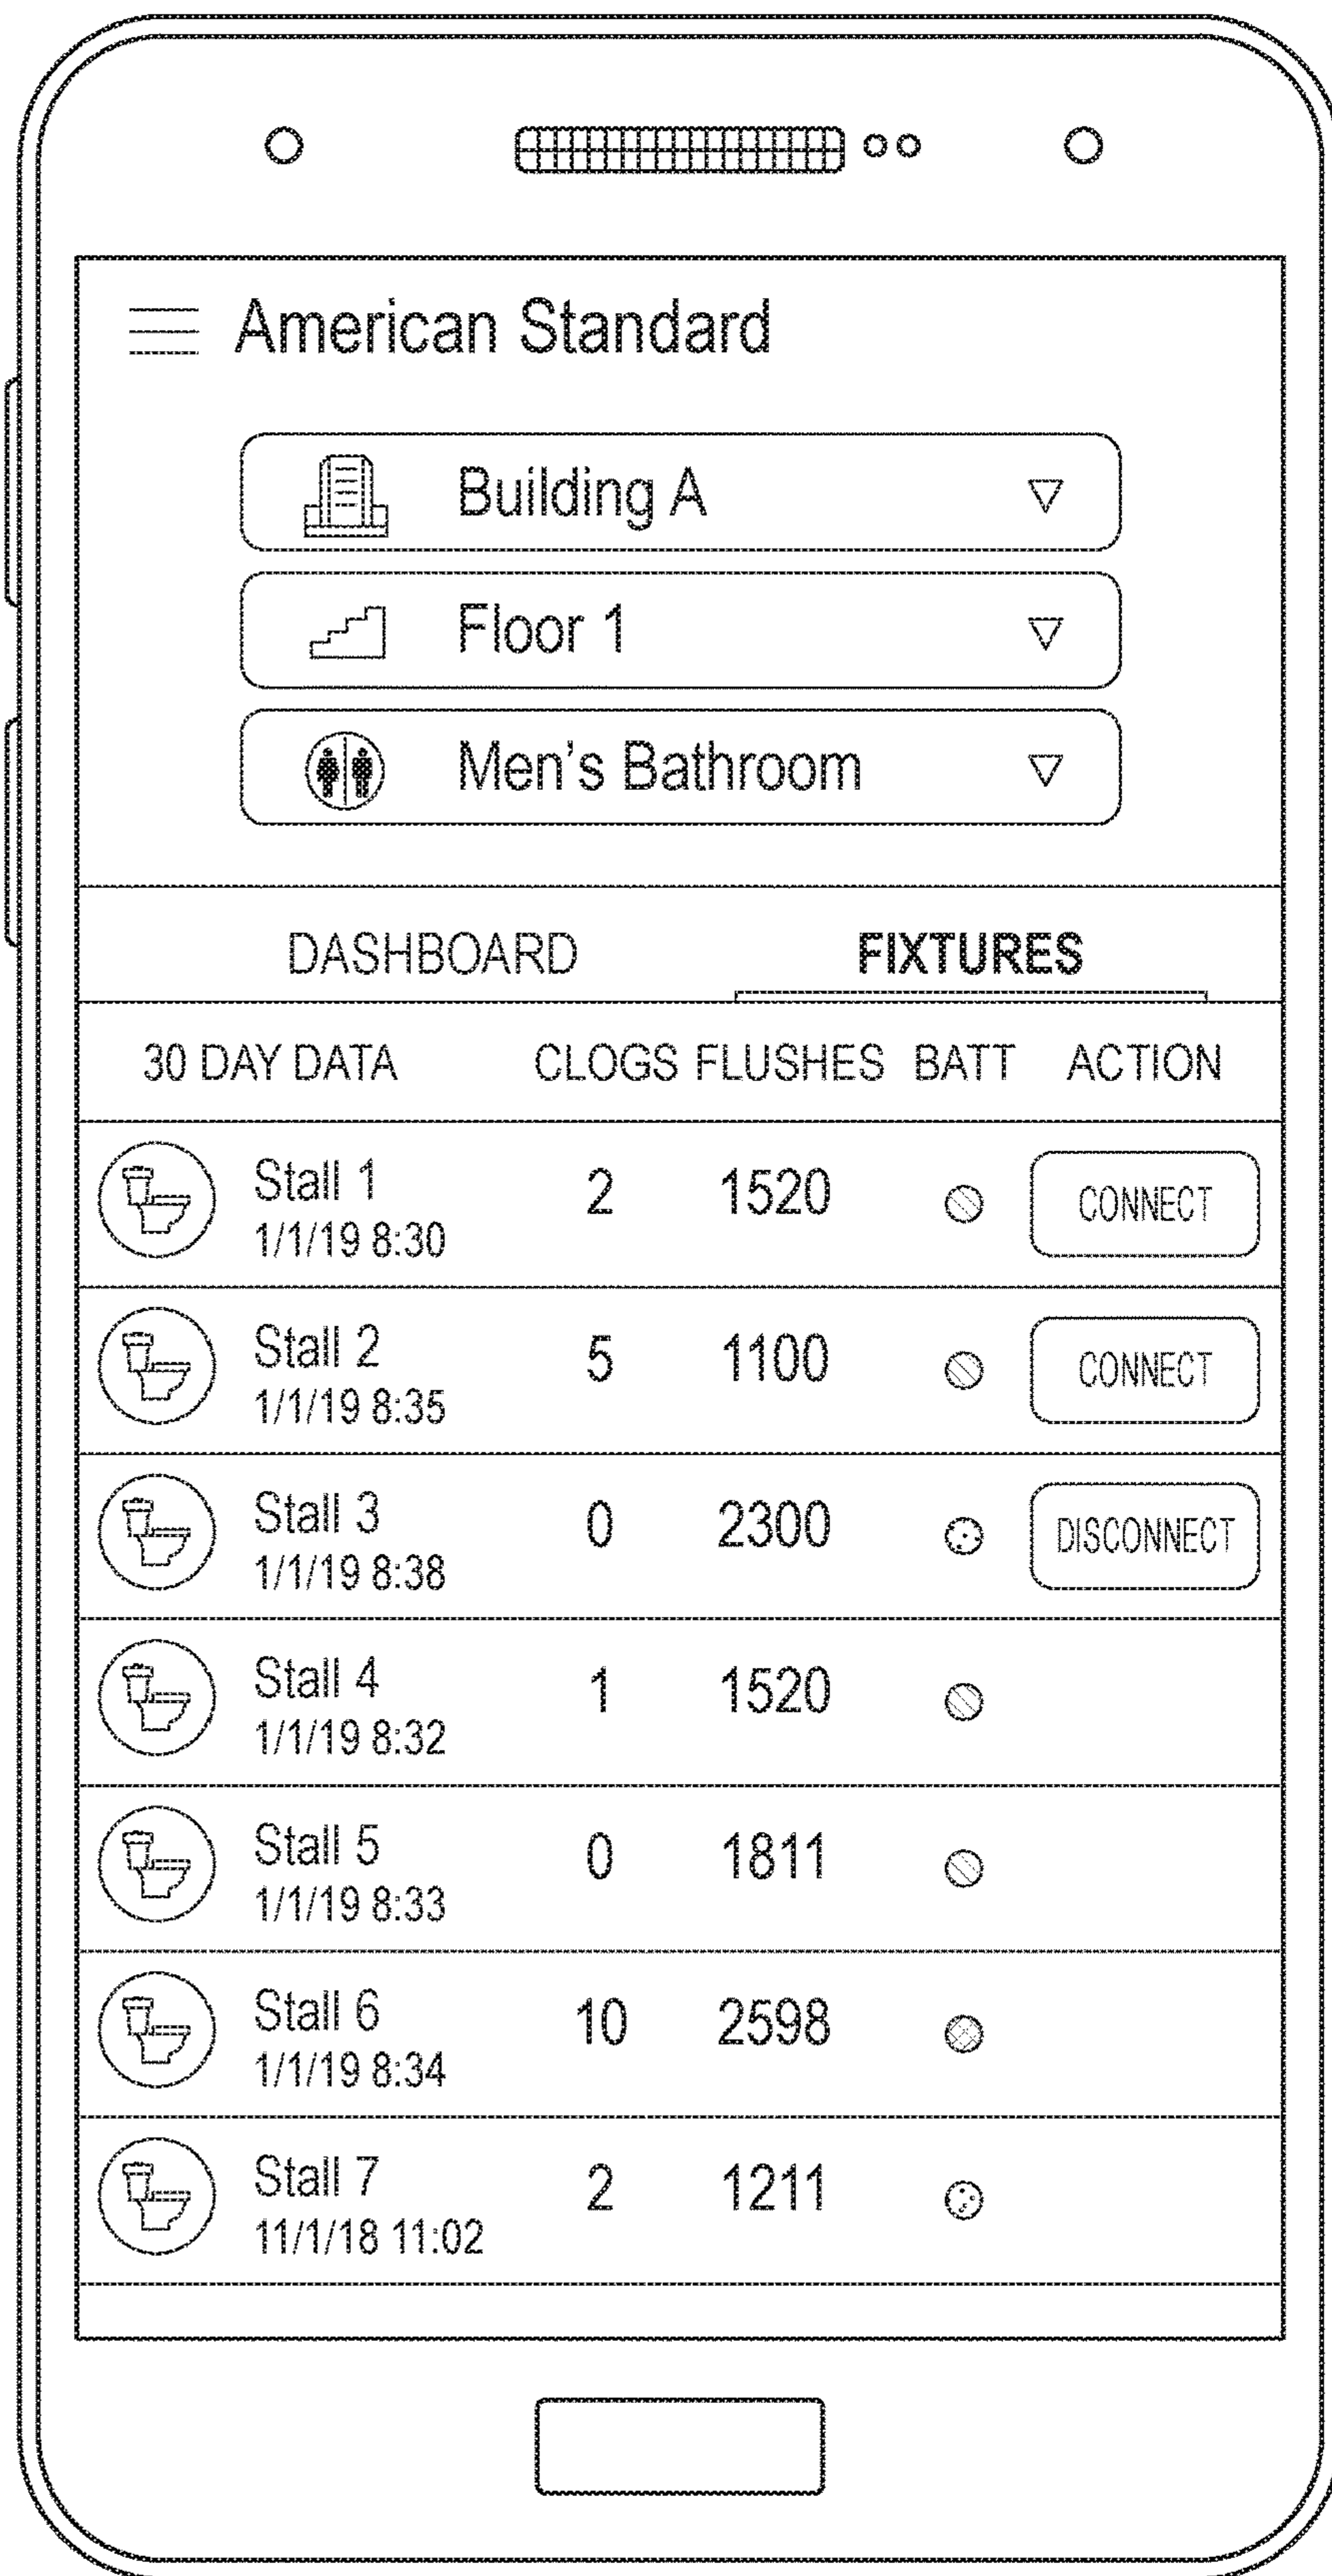 American Standard
Building A
Floor 1
Men's Bathroom
DASHBOARD FIXTURES
30 DAY DATA CLOGS FLUSHES BATT ACTION
Stall 1 2 1520 CONNECT
1/1/19 8:30
Stall 2 5 1100 CONNECT
1/1/19 8:35
Stall 3 0 2300 DISCONNECT
1/1/19 8:38
Stall 4 1 1520
1/1/19 8:32
Stall 5 0 1811
1/1/19 8:33
Stall 6 10 2598
1/1/19 8:34
Stall 7 2 1211
11/1/18 11:02